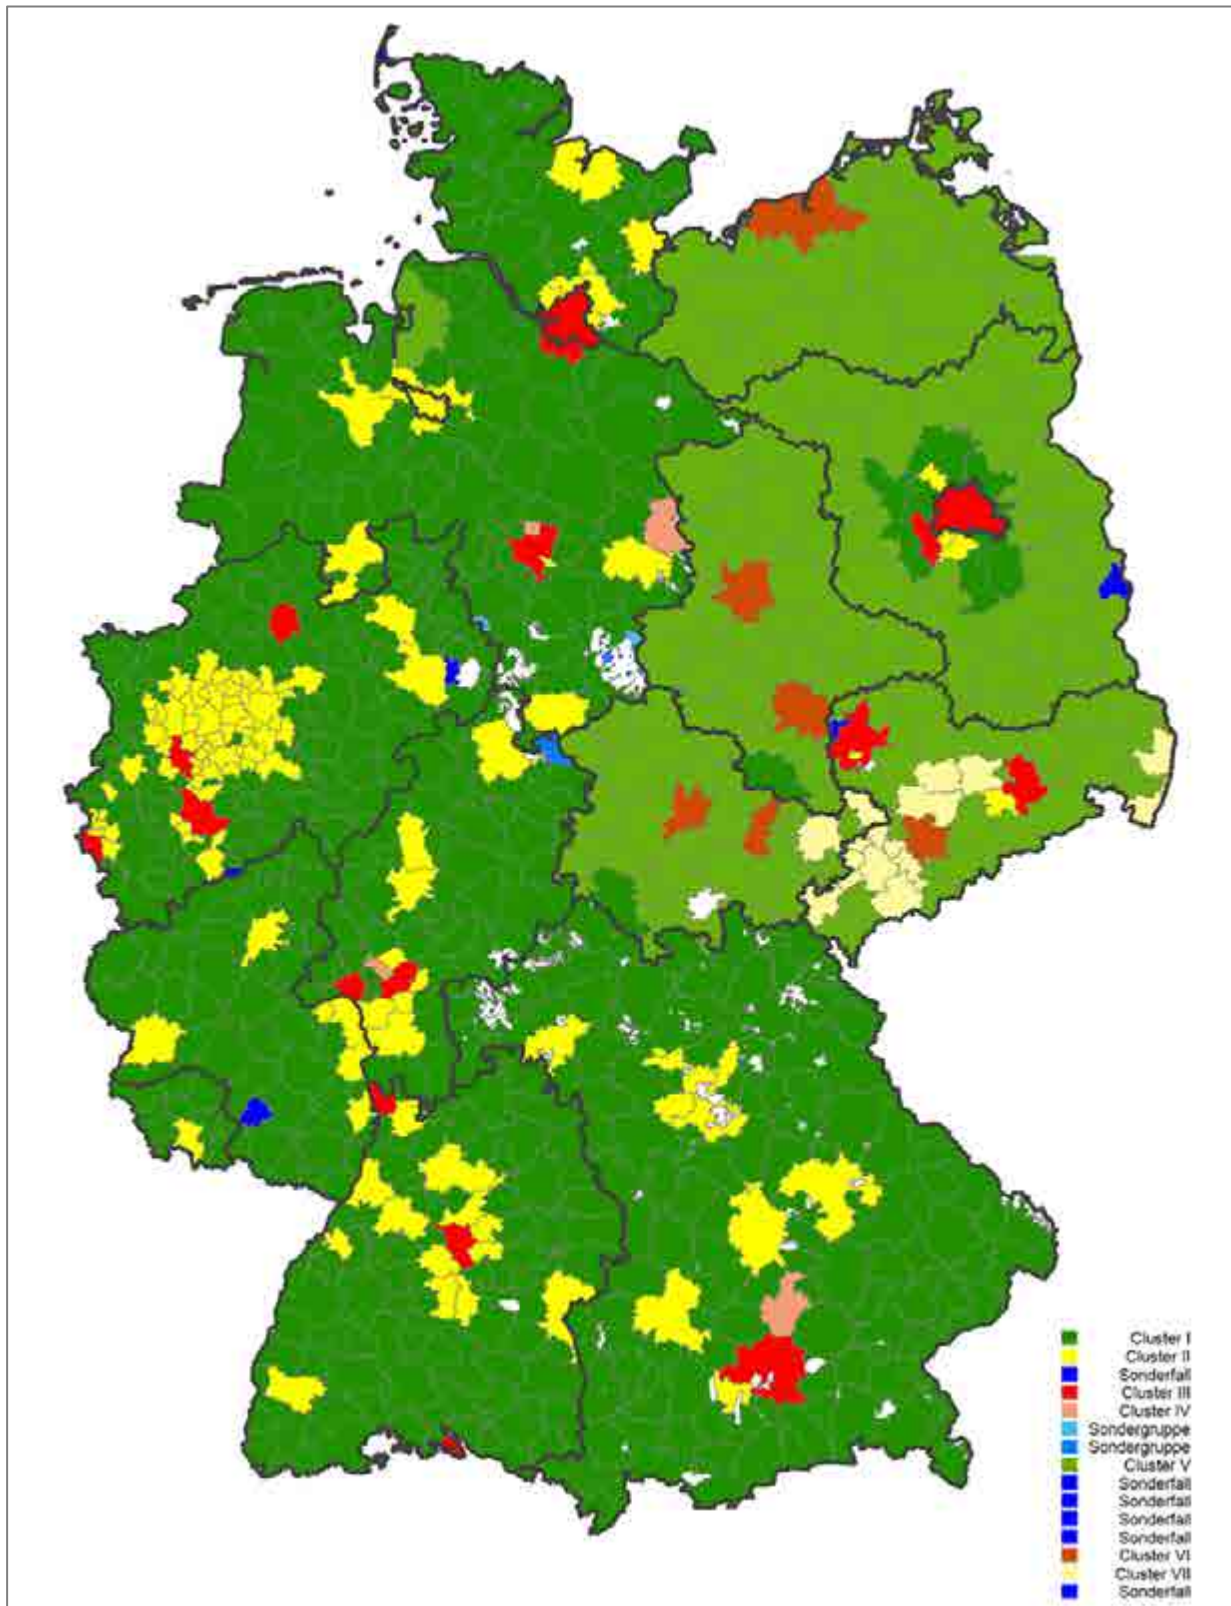 Cluster I
Cluster II
Sonderfall
Cluster III
Cluster IV
Sondergruppe
Sondergruppe
Cluster V
Sonderfall
Sonderfall
Sonderfall
Sonderfall
Cluster VI
Cluster VII
Sonderfall